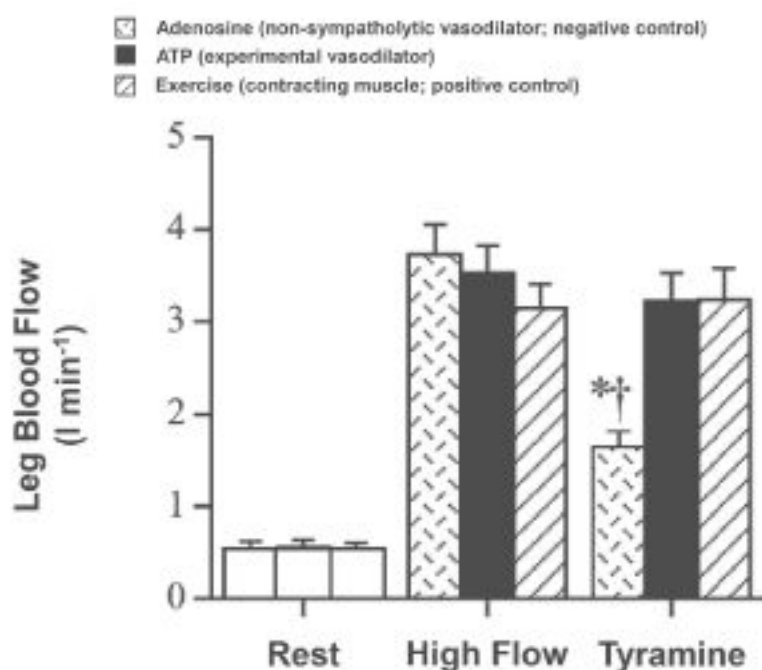 Adenosine (non-sympatholytic vasodilator; negative control)
ATP (experimental vasodilator)
Exercise (contracting muscle; positive control)
5
4
3
2
1
0
Leg Blood Flow
(l min⁻¹)
*†
Rest High Flow Tyramine